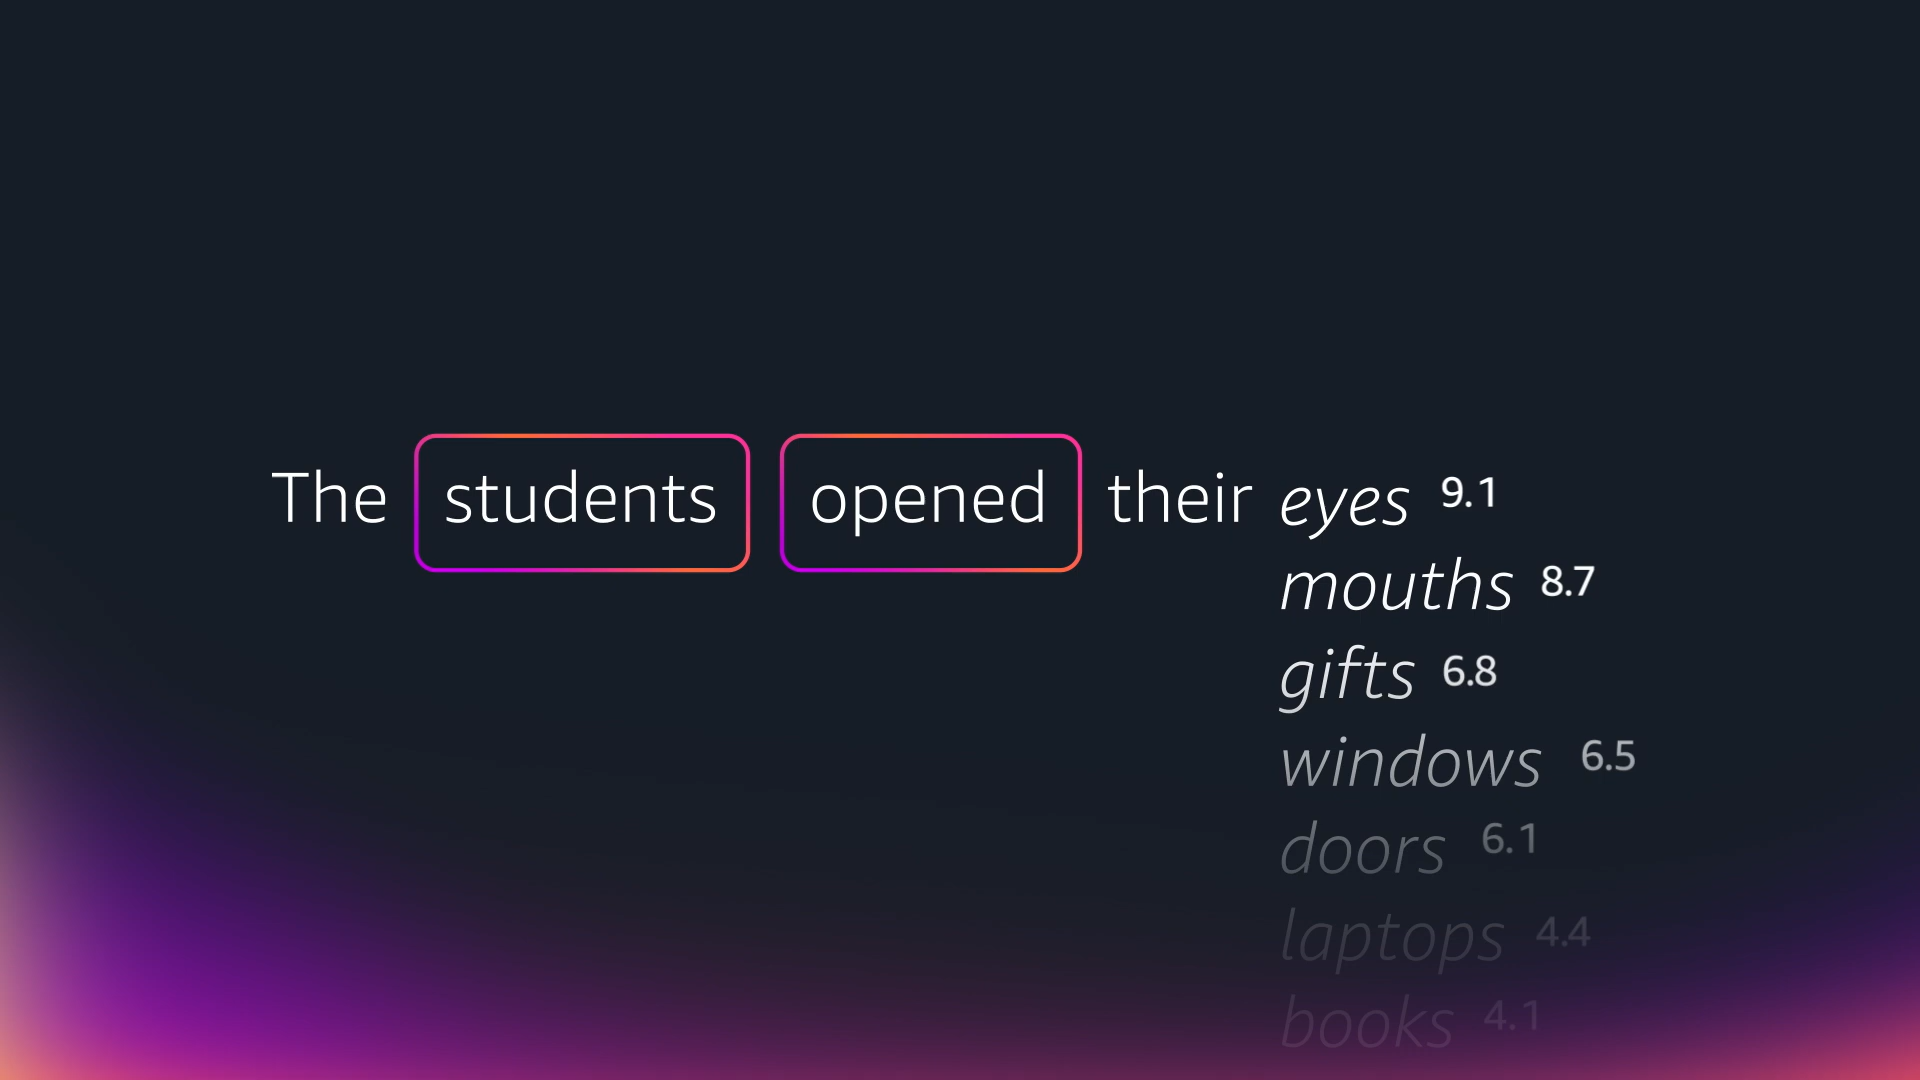 The students opened their eyes 9.1
mouths 8.7
gifts 6.8
windows 6.5
doors 6.1
laptops 4.4
books 4.1